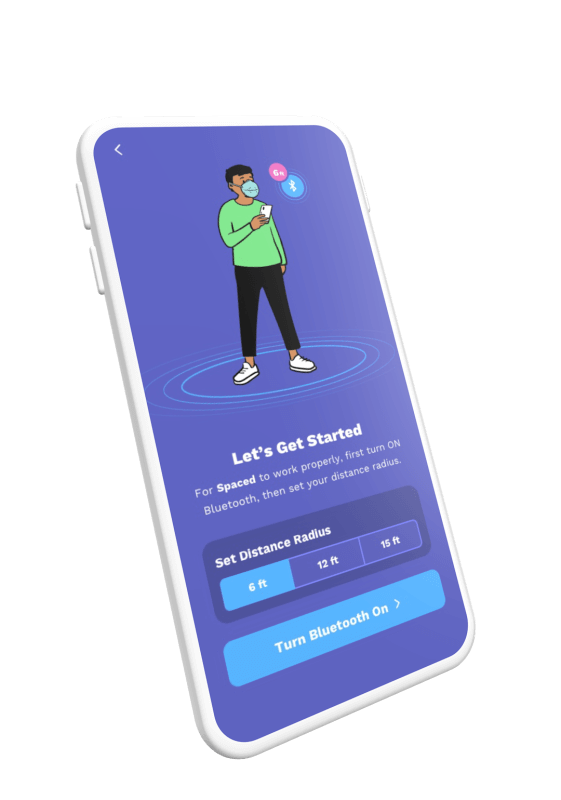 6 ft
Let's Get Started
For Spaced to work properly, first turn ON
Bluetooth, then set your distance radius.
Set Distance Radius
6 ft
12 ft
15 ft
Turn Bluetooth On